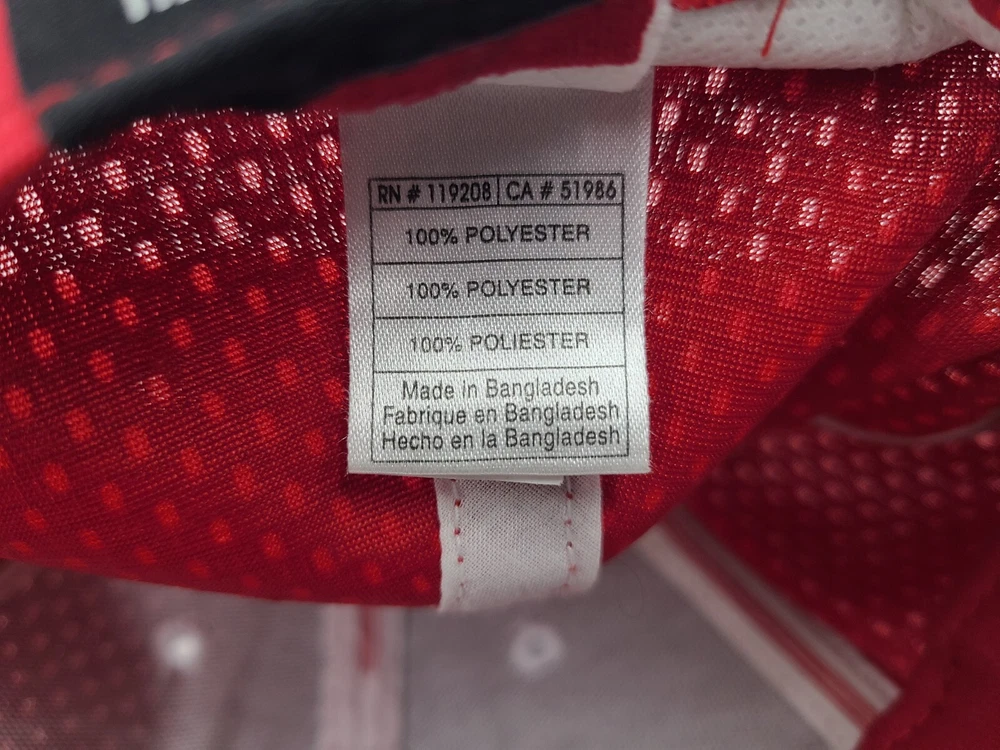 RN # 119208 CA # 51986
100% POLYESTER
100% POLYESTER
100% POLIESTER
Made in Bangladesh
Fabrique en Bangladesh
Hecho en la Bangladesh